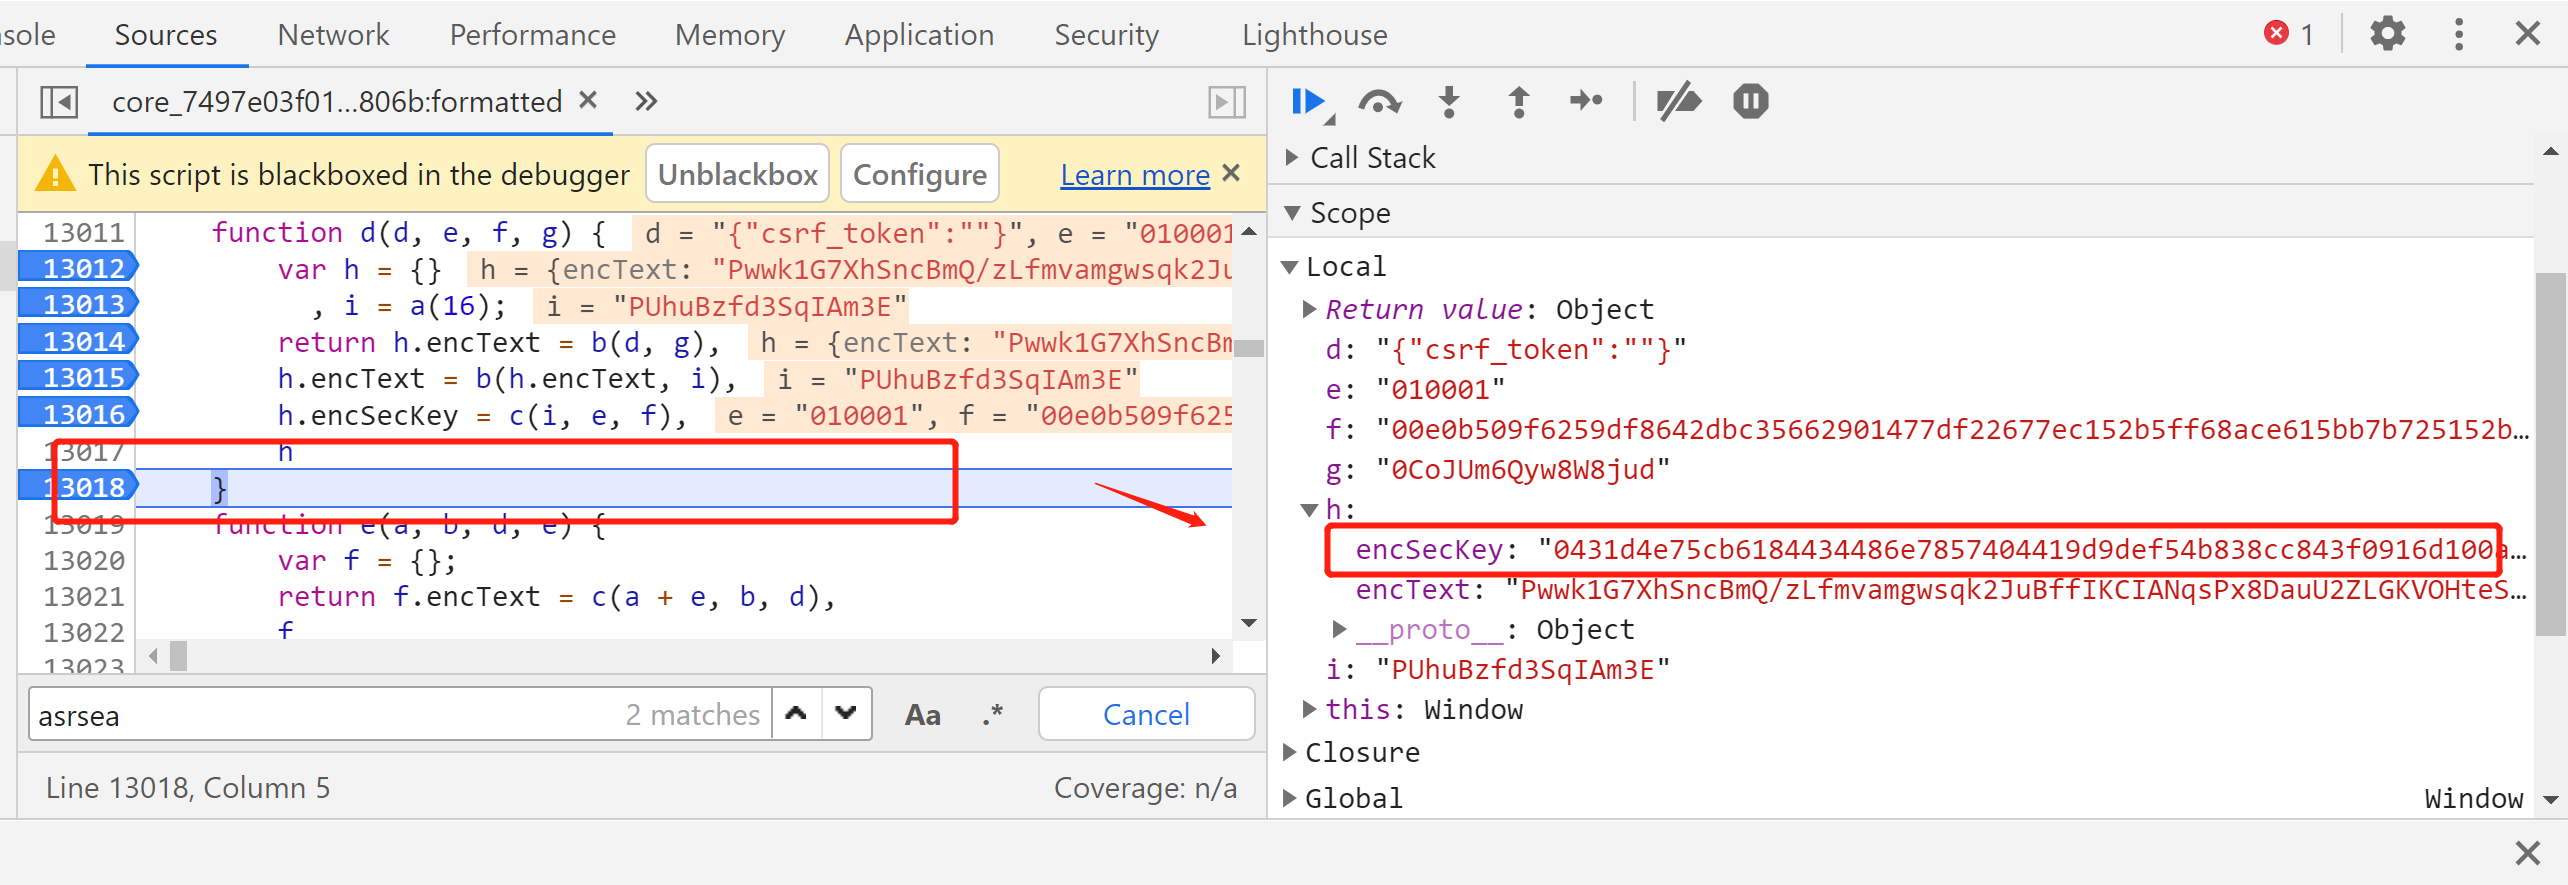 sole Sources Network Performance Memory Application Security Lighthouse 1
core_7497e03f01...806b:formatted
This script is blackboxed in the debugger Unblackbox Configure Learn more
13011 function d(d, e, f, g) { d = "{"csrf_token":""}", e = "010001
13012 var h = {} h = {encText: "Pwwk1G7XhSncBmQ/zLfmvamgwsqk2Ju
13013 , i = a(16); i = "PUhuBzfd3SqIAm3E"
13014 return h.encText = b(d, g), h = {encText: "Pwwk1G7XhSncBm
13015 h.encText = b(h.encText, i), i = "PUhuBzfd3SqIAm3E"
13016 h.encSecKey = c(i, e, f), e = "010001", f = "00e0b509f625
13017 h
13018 }
13019 function e(a, b, d, e) {
13020 var f = {};
13021 return f.encText = c(a + e, b, d),
13022 f
13023
asrsea 2 matches Aa .* Cancel
Line 13018, Column 5 Coverage: n/a
Call Stack
Scope
Local
Return value: Object
d: "{"csrf_token":""}"
e: "010001"
f: "00e0b509f6259df8642dbc35662901477df22677ec152b5ff68ace615bb7b725152b...
g: "0CoJUm6Qyw8W8jud"
h:
encSecKey: "0431d4e75cb6184434486e7857404419d9def54b838cc843f0916d100a...
encText: "Pwwk1G7XhSncBmQ/zLfmvamgwsqk2JuBffIKCIANqsPx8DauU2ZLGKVOHteS...
__proto__: Object
i: "PUhuBzfd3SqIAm3E"
this: Window
Closure
Global Window